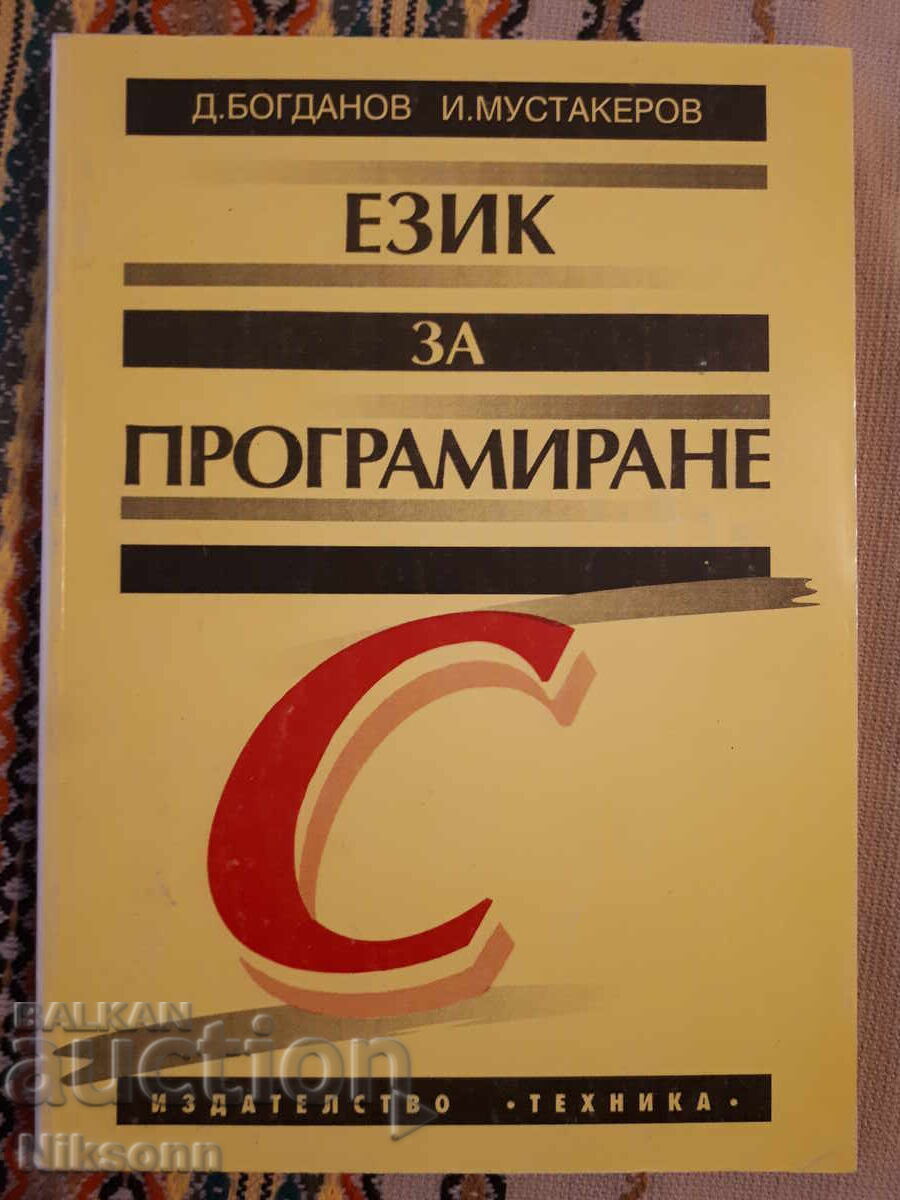 Д.БОГДАНОВ И.МУСТАКЕРОВ
ЕЗИК
ЗА
ПРОГРАМИРАНЕ
C
BALKAN
auction
ИЗДАТЕЛСТВО •ТЕХНИКА•
Niksonn